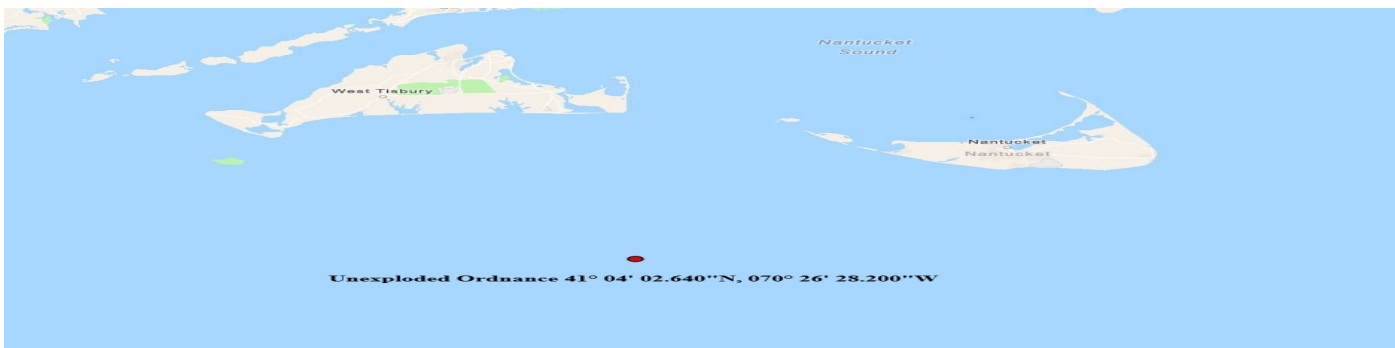 Nantucket
Sound
West Tisbury
Nantucket
Nantucket
Unexploded Ordnance 41° 04' 02.640"N, 070° 26' 28.200"W